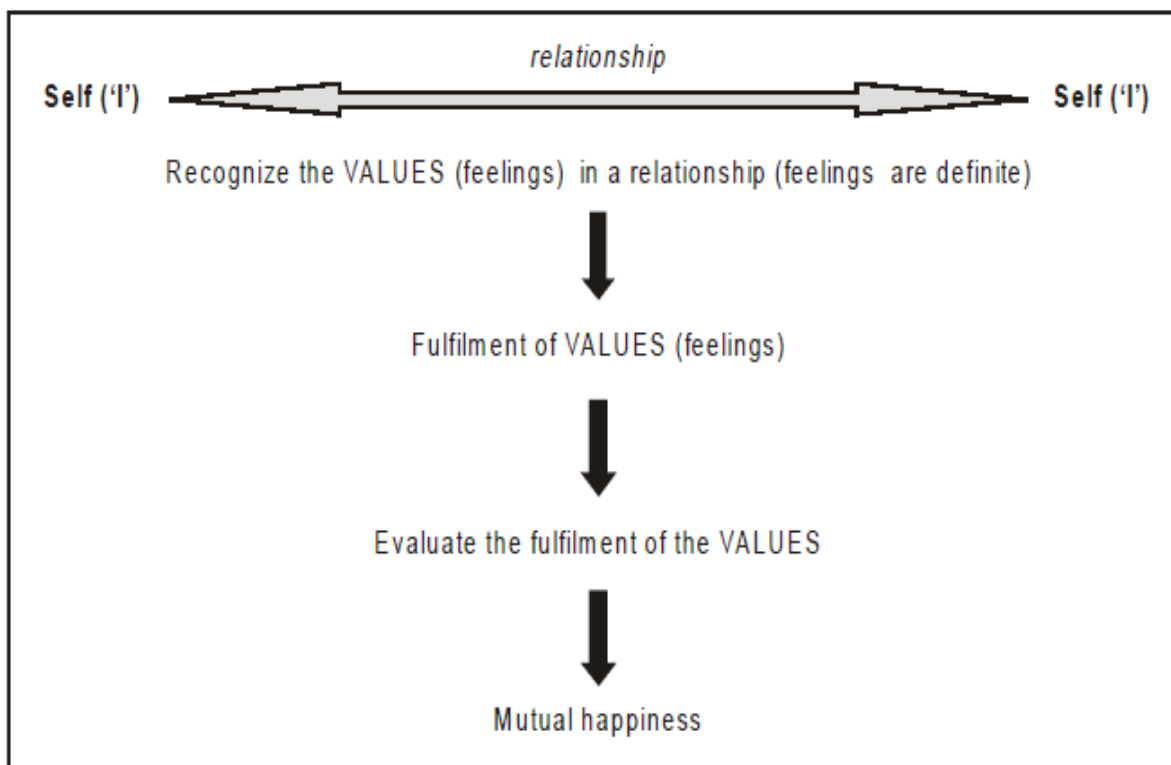 relationship
Self (‘I’) Self (‘I’)
Recognize the VALUES (feelings) in a relationship (feelings are definite)
Fulfilment of VALUES (feelings)
Evaluate the fulfilment of the VALUES
Mutual happiness